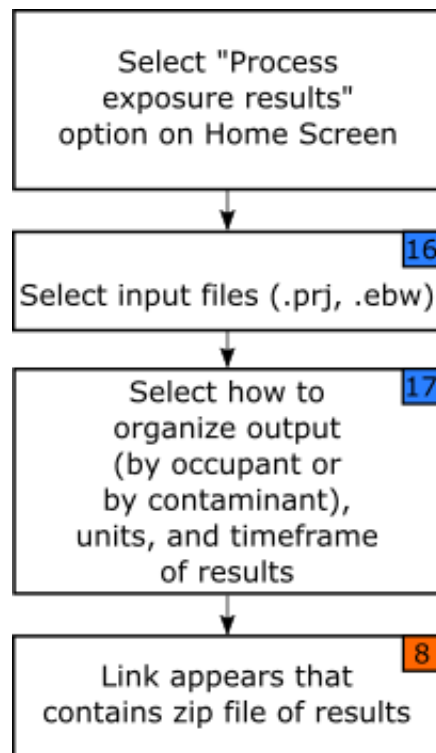 Select "Process
exposure results"
option on Home Screen
16
Select input files (.prj, .ebw)
17
Select how to
organize output
(by occupant or
by contaminant),
units, and timeframe
of results
8
Link appears that
contains zip file of results